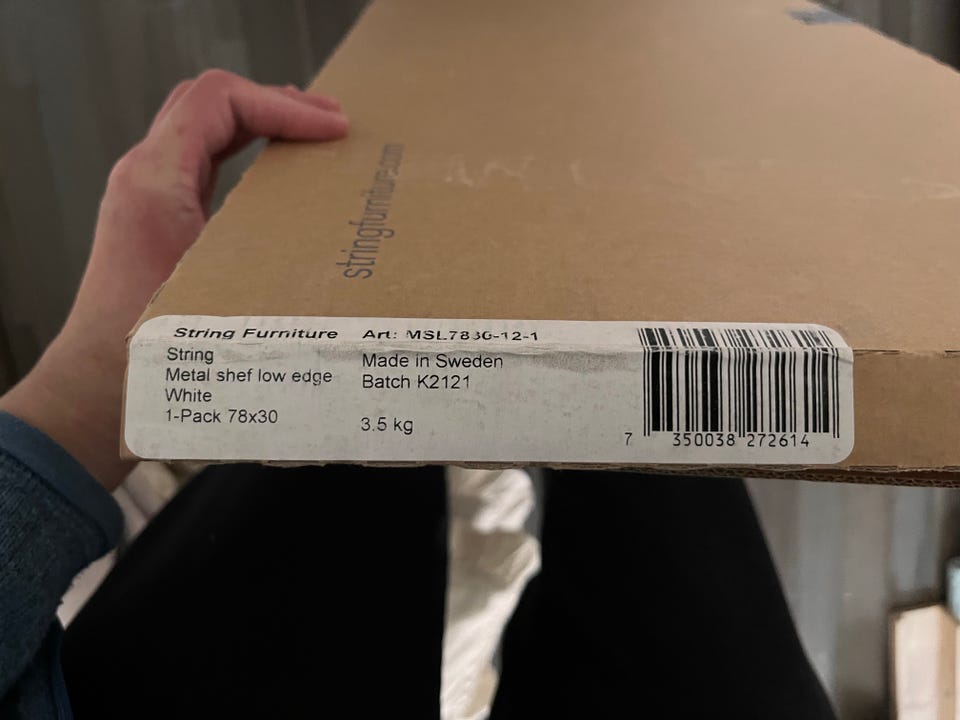 stringfurniture.com
String Furniture
String
Metal shef low edge
White
1-Pack 78x30
Art: MSL7830-12-1
Made in Sweden
Batch K2121
3.5 kg
7 350038 272614